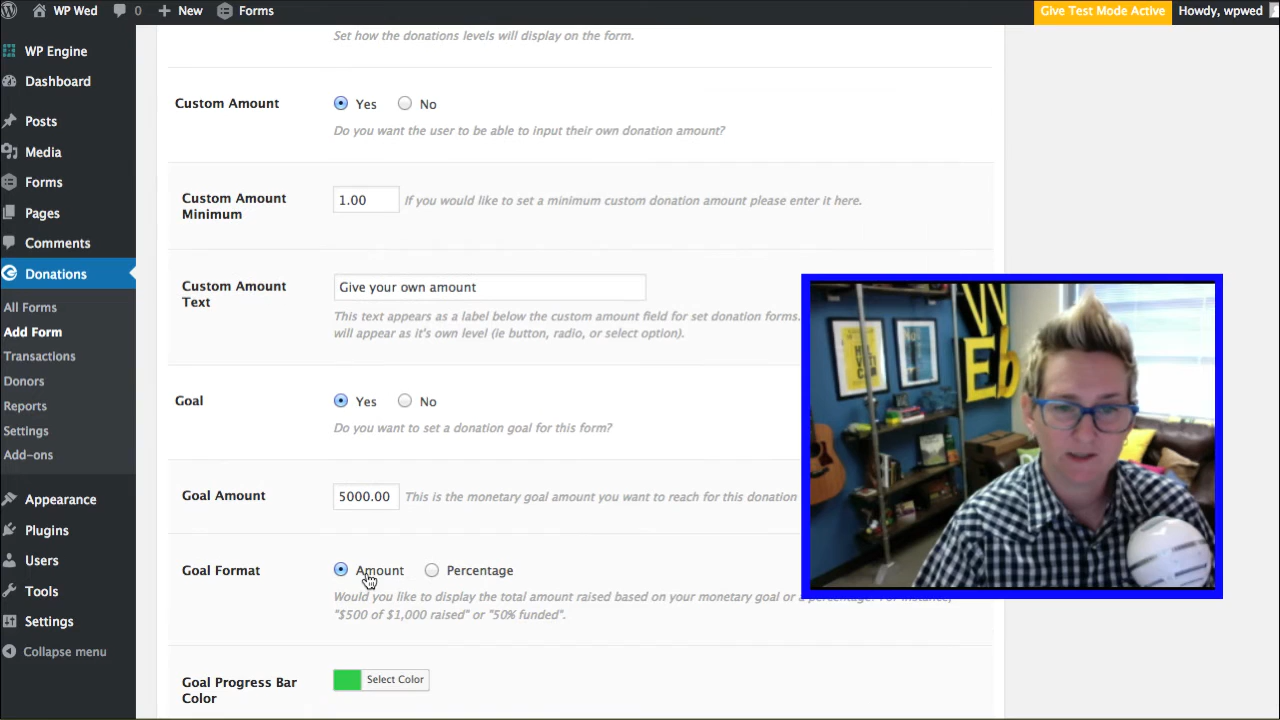 WP Wed 0 New Forms Give Test Mode Active Howdy, wpwed
WP Engine
Dashboard
Posts
Media
Forms
Pages
Comments
Donations
All Forms
Add Form
Transactions
Donors
Reports
Settings
Add-ons
Appearance
Plugins
Users
Tools
Settings
Collapse menu
Set how the donations levels will display on the form.
Custom Amount Yes No
Do you want the user to be able to input their own donation amount?
Custom Amount
Minimum
1.00 If you would like to set a minimum custom donation amount please enter it here.
Custom Amount
Text
Give your own amount
This text appears as a label below the custom amount field for set donation forms.
will appear as it's own level (ie button, radio, or select option).
Goal Yes No
Do you want to set a donation goal for this form?
Goal Amount 5000.00 This is the monetary goal amount you want to reach for this donation
Goal Format Amount Percentage
Would you like to display the total amount raised based on your monetary goal or a percentage? For instance,
"$500 of $1,000 raised" or "50% funded".
Goal Progress Bar
Color
Select Color
W
Eb